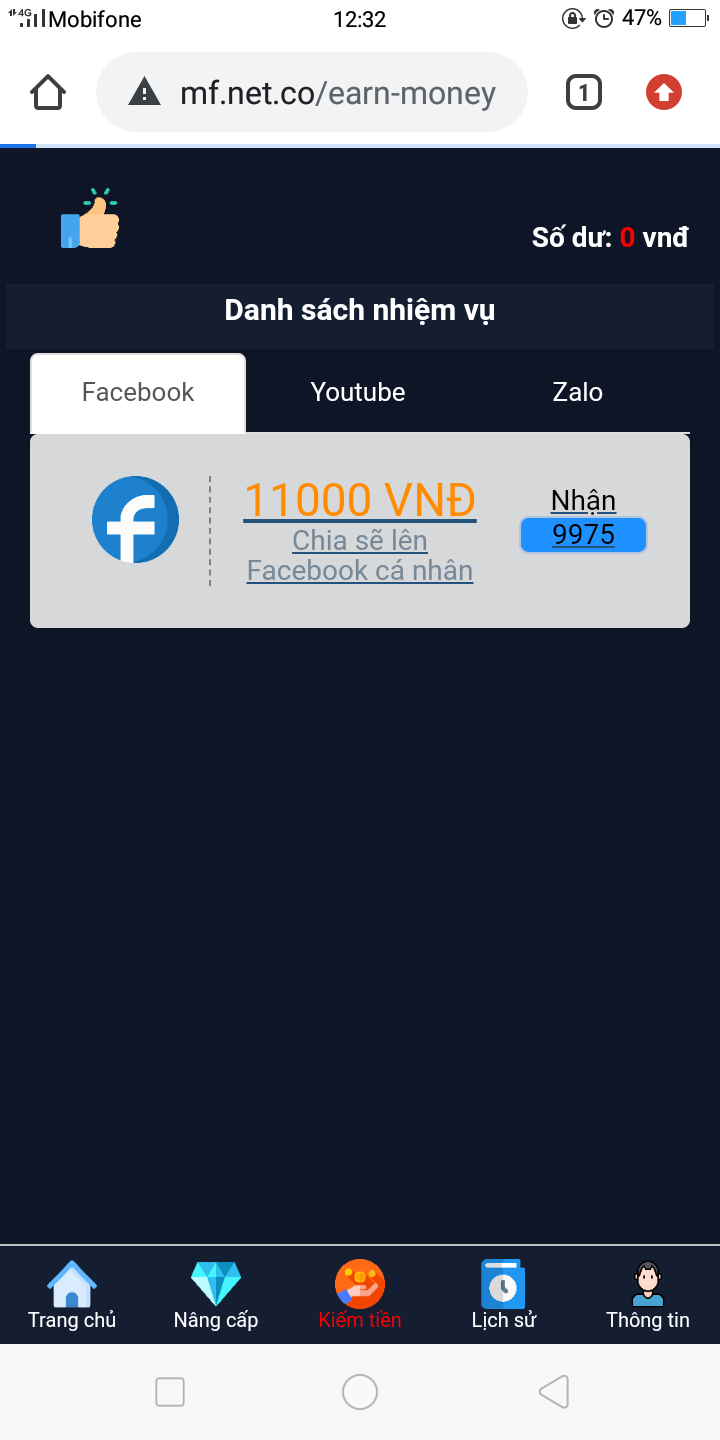 4G Mobifone 12:32 47%
mf.net.co/earn-money 1
Số dư: 0 vnđ
Danh sách nhiệm vụ
Facebook Youtube Zalo
11000 VNĐ
Chia sẽ lên
Facebook cá nhân
Nhận
9975
Trang chủ Nâng cấp Kiếm tiền Lịch sử Thông tin